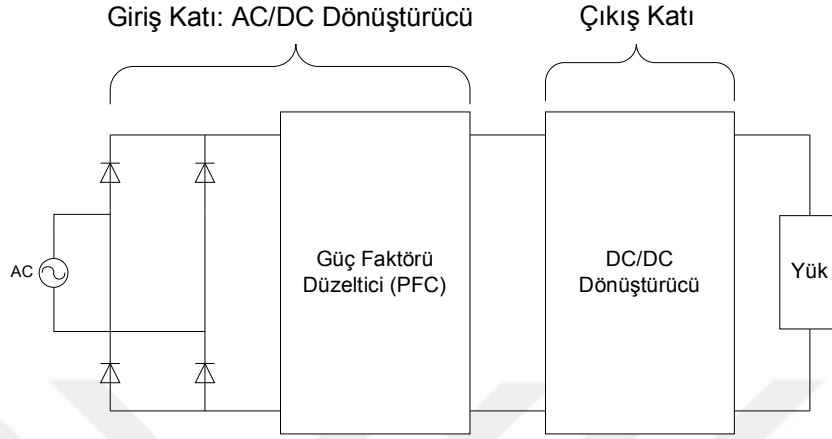 Giriş Katı: AC/DC Dönüştürücü
Çıkış Katı
AC
Güç Faktörü
Düzeltici (PFC)
DC/DC
Dönüştürücü
Yük